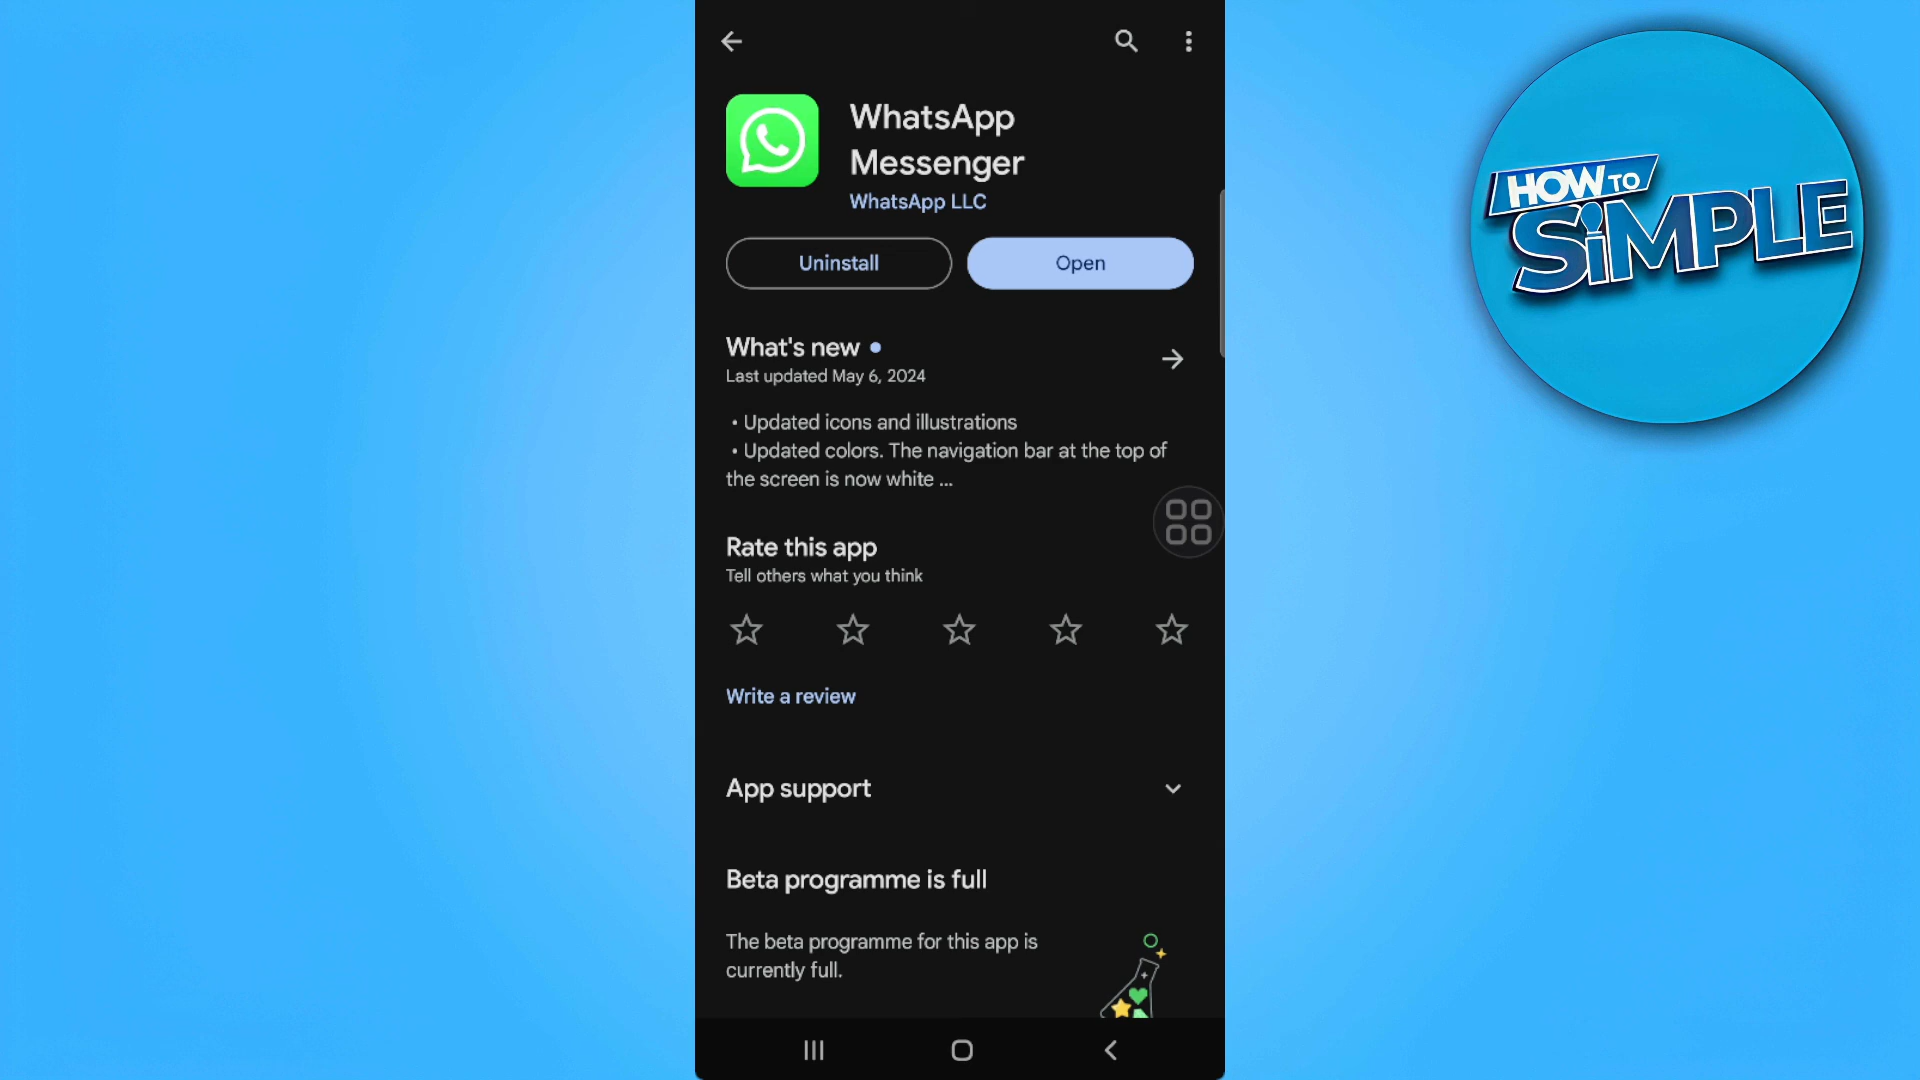 WhatsApp
Messenger
WhatsApp LLC
Uninstall
Open
What's new
Last updated May 6, 2024
• Updated icons and illustrations
• Updated colors. The navigation bar at the top of
the screen is now white ...
Rate this app
Tell others what you think
Write a review
App support
Beta programme is full
The beta programme for this app is
currently full.
HOW TO
SiMPLE